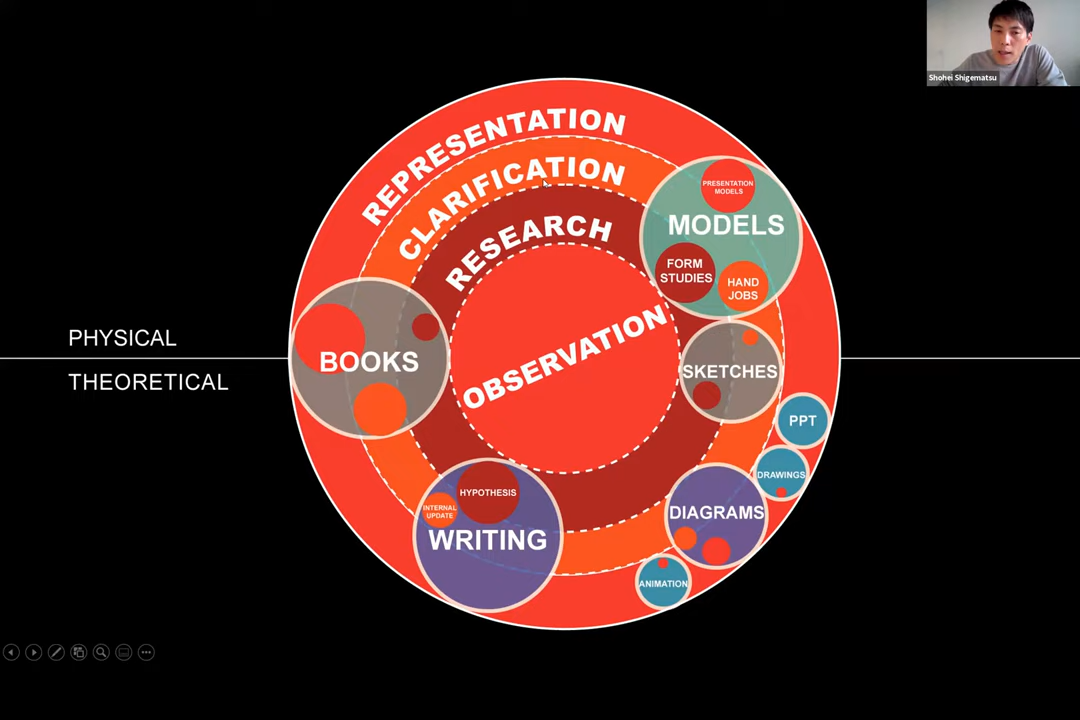 Shohei Shigematsu
REPRESENTATION
CLARIFICATION
RESEARCH
OBSERVATION
PRESENTATION
MODELS
MODELS
FORM
STUDIES
HAND
JOBS
PHYSICAL
THEORETICAL
BOOKS
SKETCHES
PPT
DRAWINGS
DIAGRAMS
ANIMATION
HYPOTHESIS
INTERNAL
UPDATE
WRITING